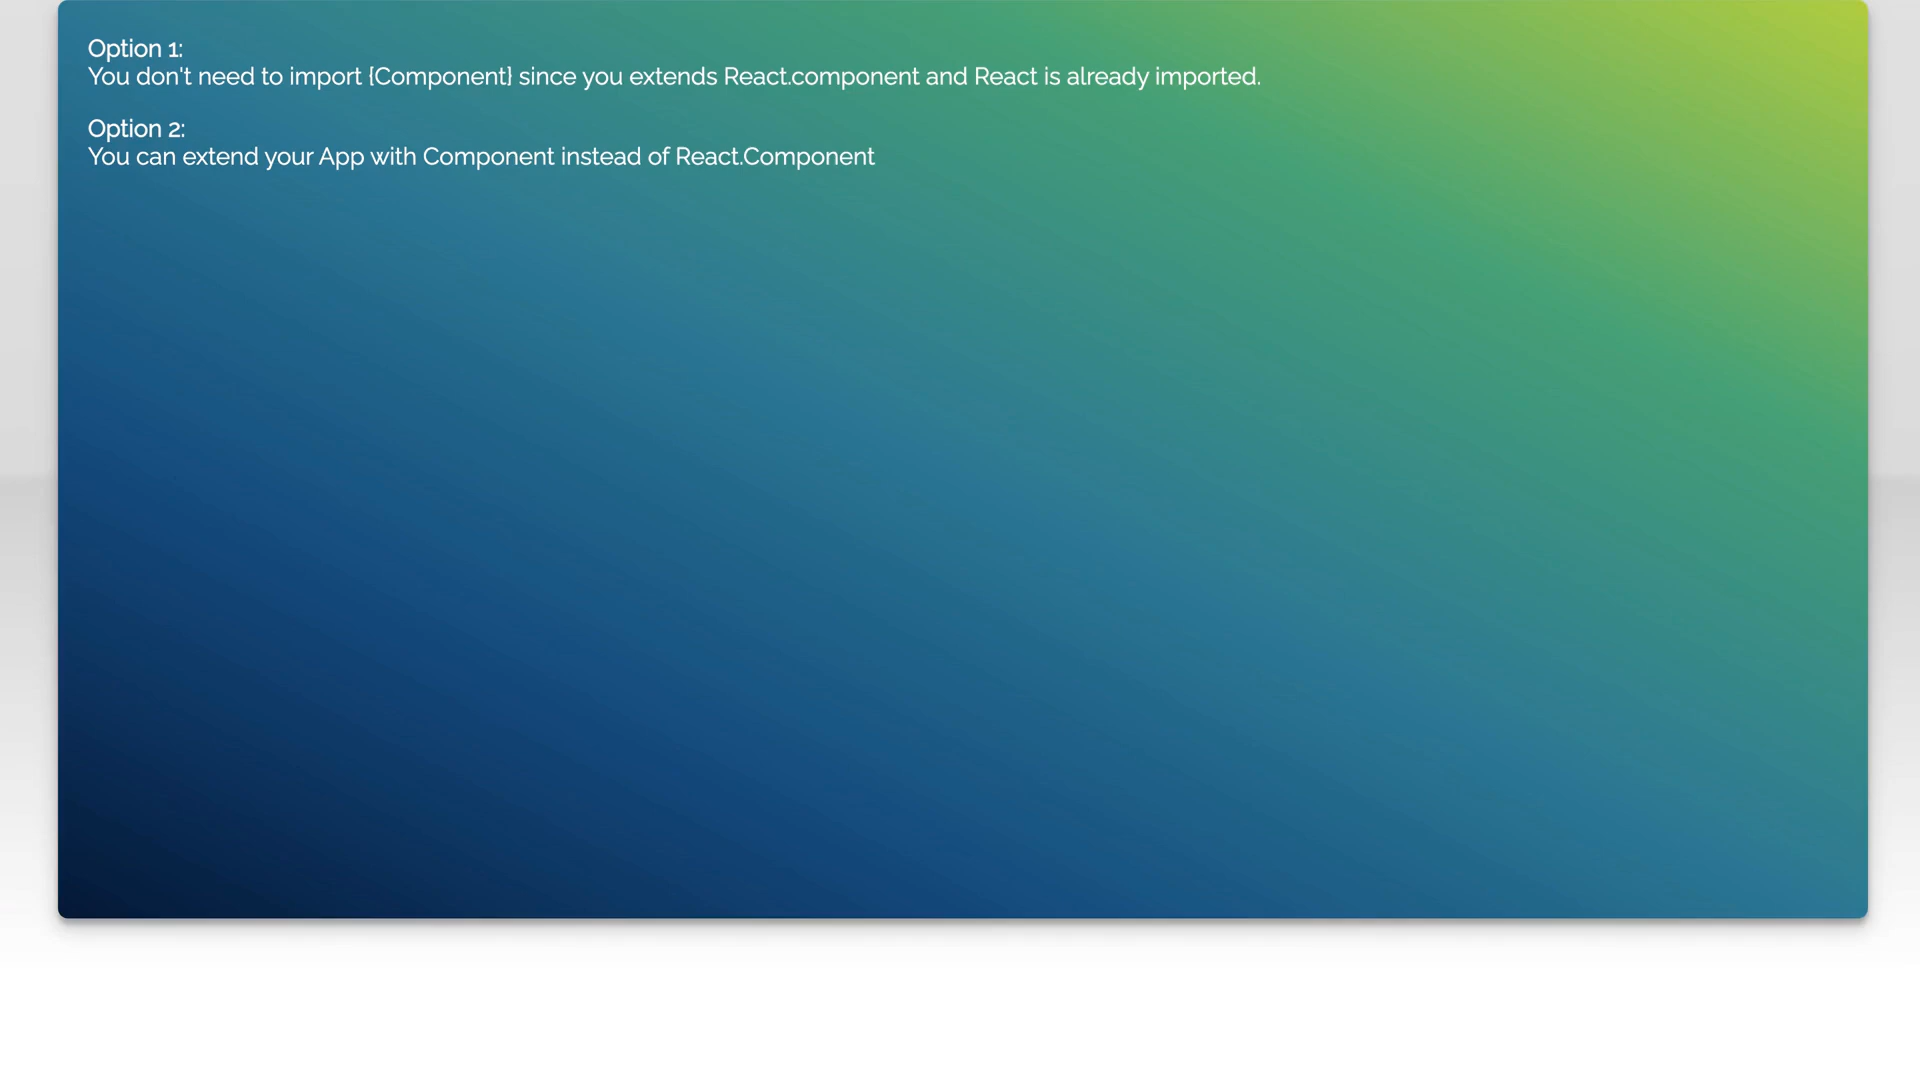 Option 1:
You don't need to import {Component} since you extends React.component and React is already imported.
Option 2:
You can extend your App with Component instead of React.Component